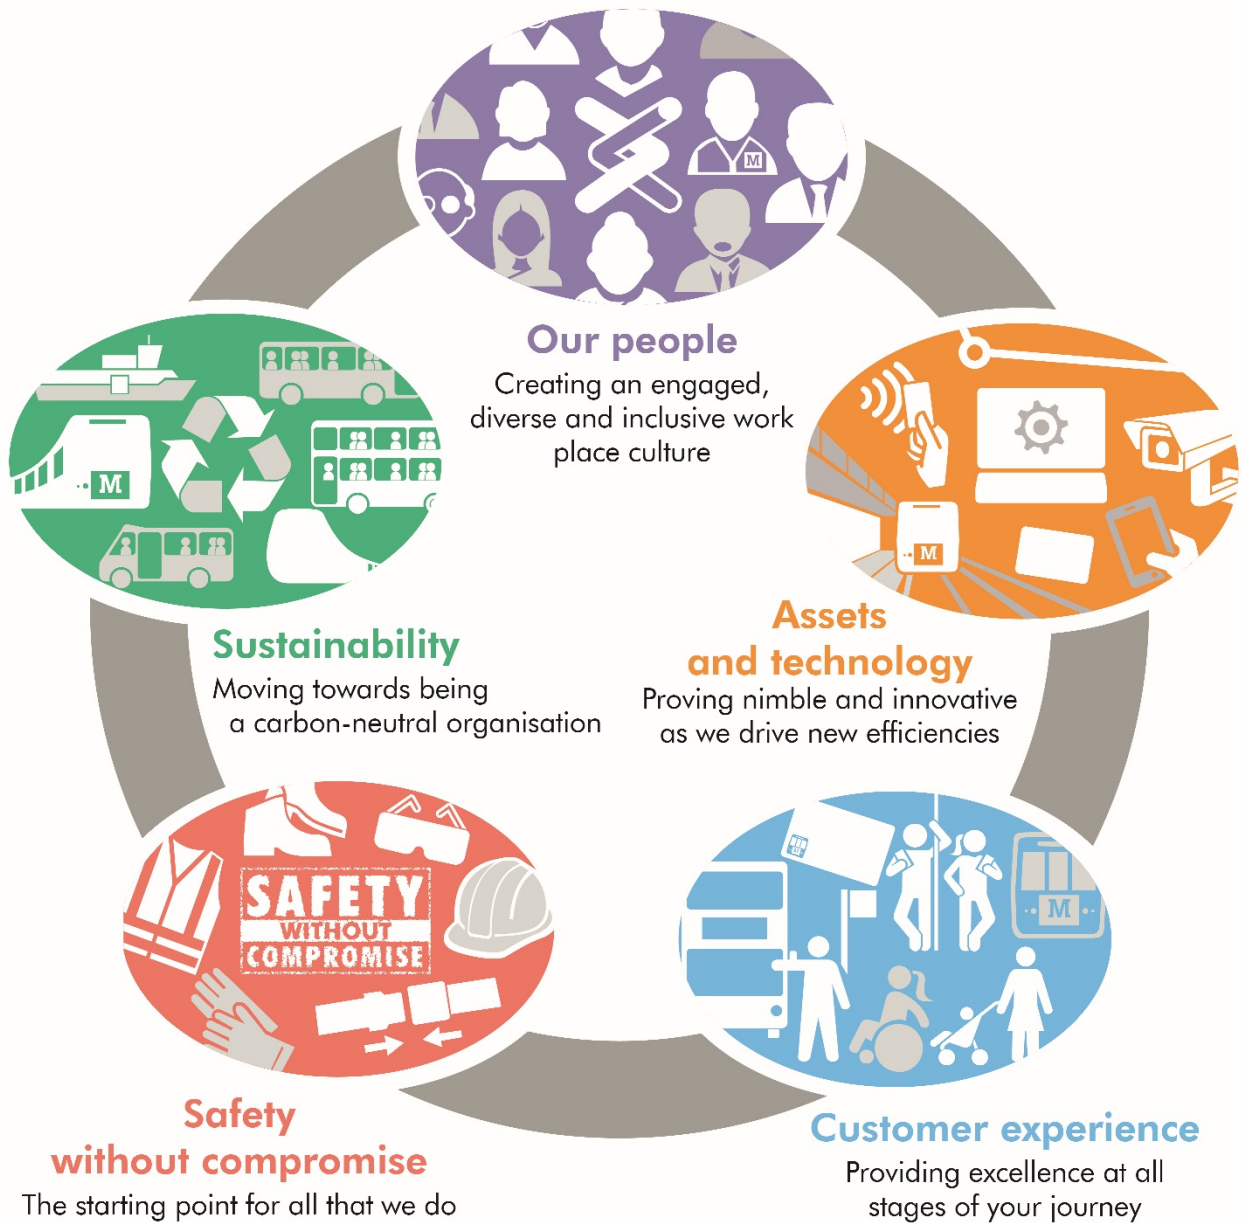 M
Our people
Creating an engaged,
diverse and inclusive work
place culture
M
Sustainability
Moving towards being
a carbon-neutral organisation
M
Assets
and technology
Proving nimble and innovative
as we drive new efficiencies
SAFETY
WITHOUT
COMPROMISE
Safety
without compromise
The starting point for all that we do
M
M
Customer experience
Providing excellence at all
stages of your journey